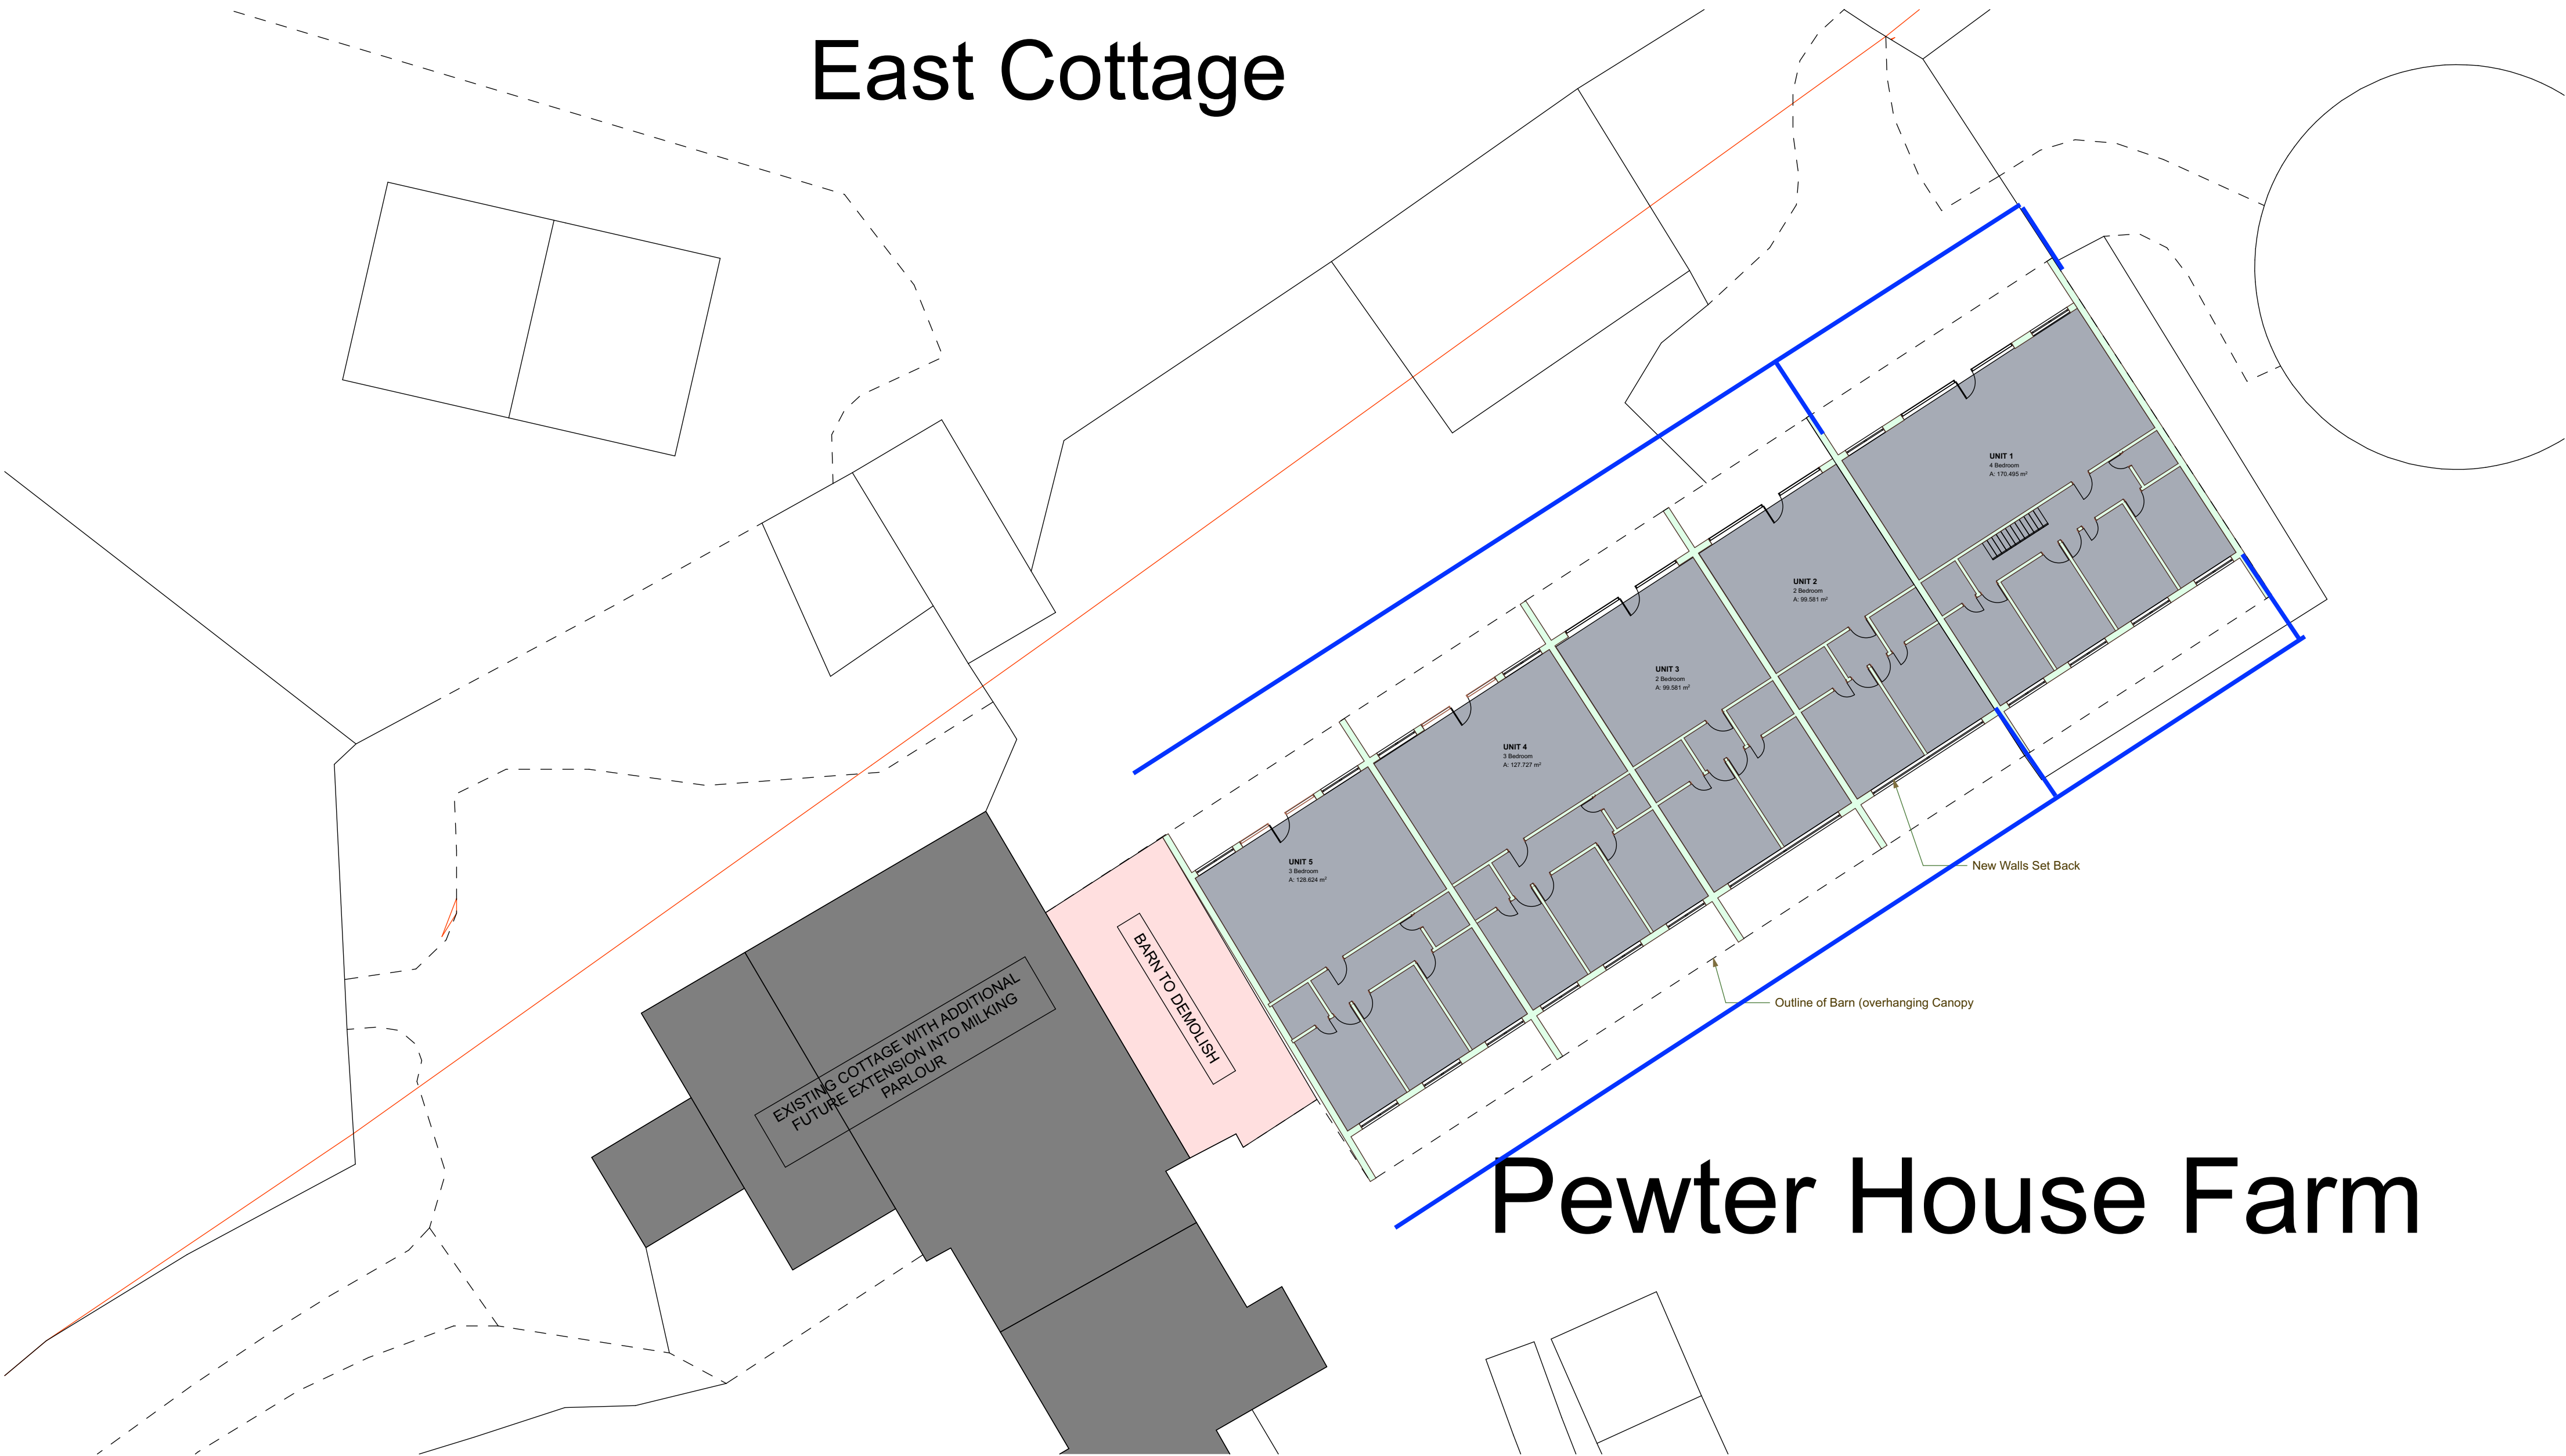 East Cottage
UNIT 1
4 Bedroom
A: 170.495 m²
UNIT 2
2 Bedroom
A: 99.581 m²
UNIT 3
2 Bedroom
A: 99.581 m²
UNIT 4
3 Bedroom
A: 127.727 m²
UNIT 5
3 Bedroom
A: 128.624 m²
New Walls Set Back
Outline of Barn (overhanging Canopy
BARN TO DEMOLISH
EXISTING COTTAGE WITH ADDITIONAL
FUTURE EXTENSION INTO MILKING
PARLOUR
Pewter House Farm